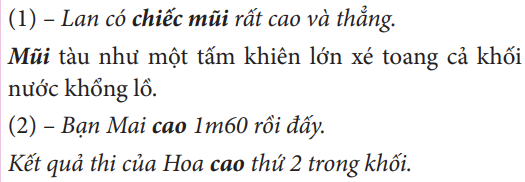 (1) – Lan có chiếc mũi rất cao và thẳng.
Mũi tàu như một tấm khiên lớn xé toang cả khối
nước khổng lồ.
(2) – Bạn Mai cao 1m60 rồi đấy.
Kết quả thi của Hoa cao thứ 2 trong khối.